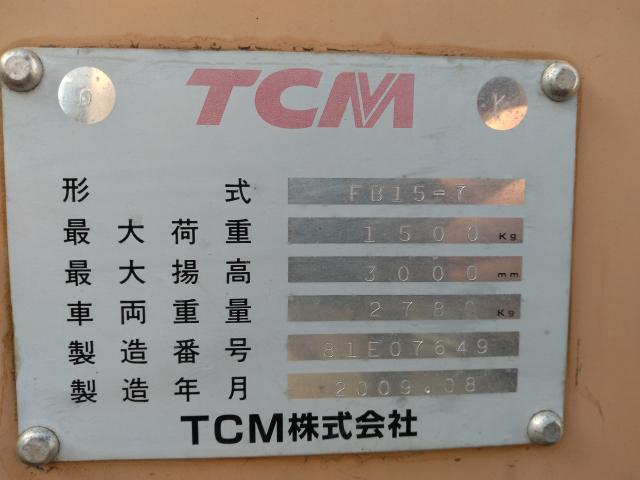 TCM
K
形式 FB15-7
最大荷重 1500 Kg
最大揚高 3000 mm
車両重量 2780 Kg
製造番号 81E07649
製造年月 2009.08
TCM株式会社